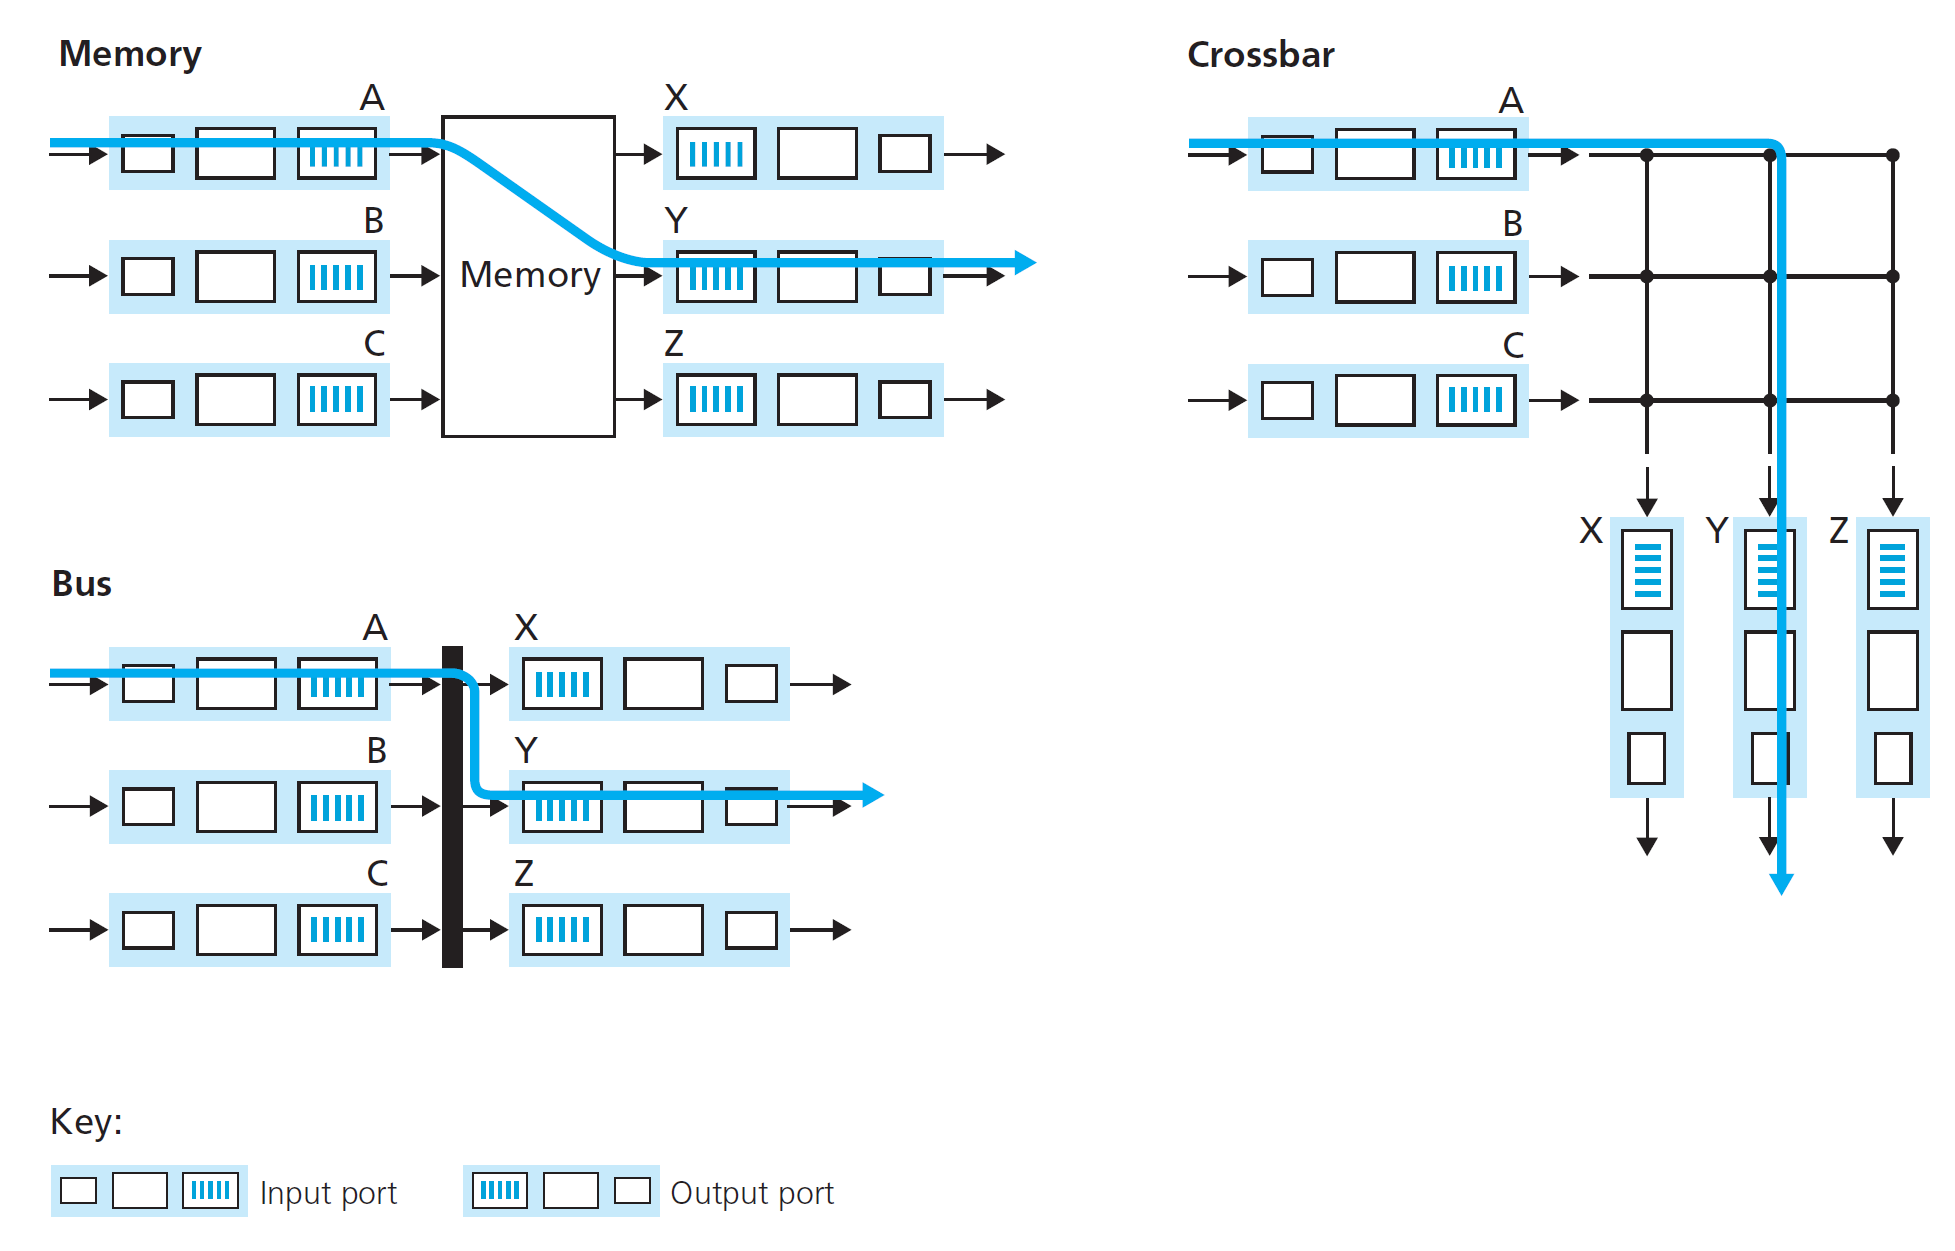 Memory
A
X
B
Y
Memory
C
Z
Crossbar
A
B
C
X
Y
Z
Bus
A
X
B
Y
C
Z
Key:
Input port
Output port